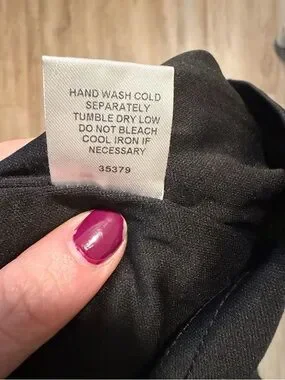 HAND WASH COLD
SEPARATELY
TUMBLE DRY LOW
DO NOT BLEACH
COOL IRON IF
NECESSARY
35379